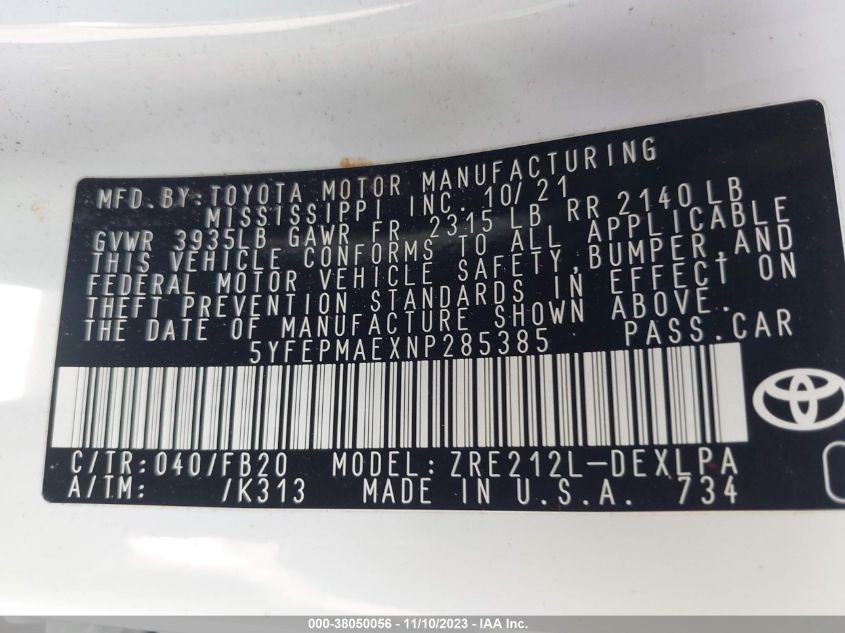 MFD. BY: TOYOTA MOTOR MANUFACTURING
MISSISSIPPI INC. 10/21
GVWR 3935LB GAWR FR 2315 LB RR 2140 LB
THIS VEHICLE CONFORMS TO ALL APPLICABLE
FEDERAL MOTOR VEHICLE SAFETY, BUMPER, AND
THEFT PREVENTION STANDARDS IN EFFECT ON
THE DATE OF MANUFACTURE SHOWN ABOVE.
5YFEPMAEXNP285385 PASS. CAR
C/TR: 040/FB20 MODEL: ZRE212L-DEXLPA
A/TM: /K313 MADE IN U.S.A. 734
000-38050056 - 11/10/2023 - IAA Inc.